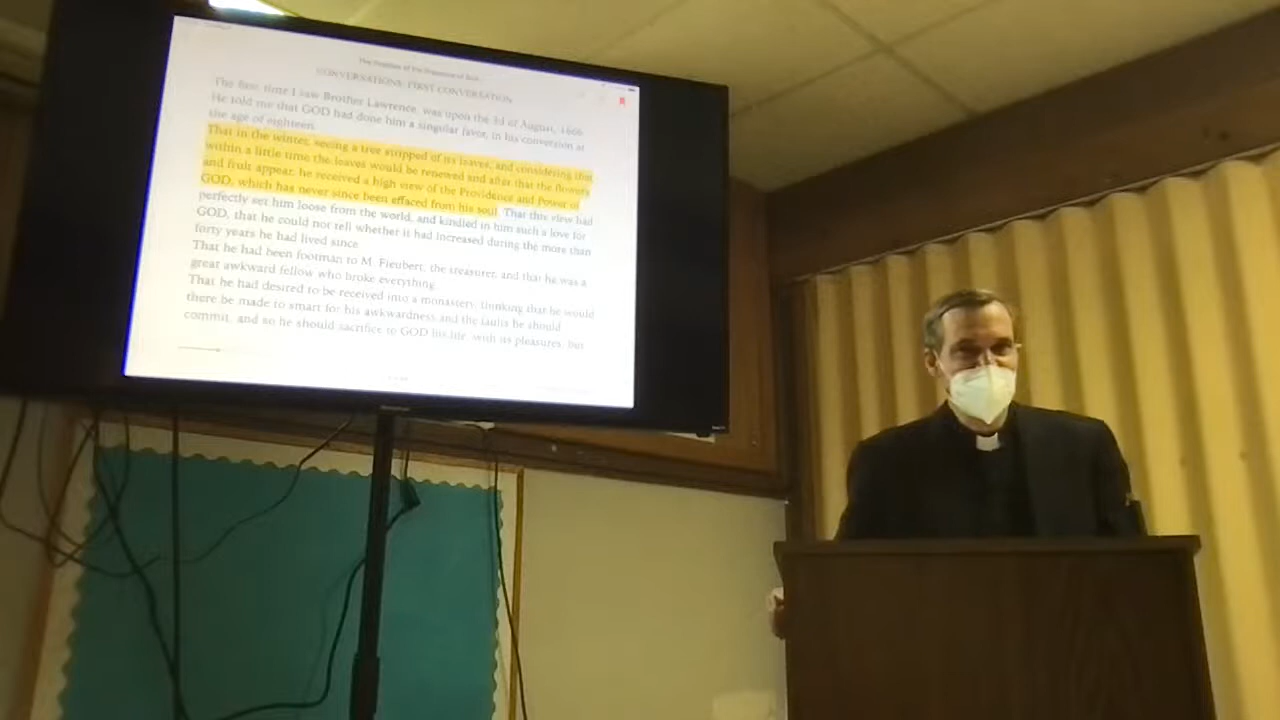 The Practice of the Presence of God
CONVERSATIONS: FIRST CONVERSATION
The first time I saw Brother Lawrence, was upon the 3d of August, 1666.
He told me that GOD had done him a singular favor, in his conversion at
the age of eighteen.
That in the winter, seeing a tree stripped of its leaves, and considering that
within a little time the leaves would be renewed and after that the flowers
and fruit appear, he received a high view of the Providence and Power of
GOD, which has never since been effaced from his soul. That this view had
perfectly set him loose from the world, and kindled in him such a love for
GOD, that he could not tell whether it had increased during the more than
forty years he had lived since.
That he had been footman to M. Fieubert, the treasurer, and that he was a
great awkward fellow who broke everything.
That he had desired to be received into a monastery, thinking that he would
there be made to smart for his awkwardness and the faults he should
commit, and so he should sacrifice to GOD his life, with its pleasures, but